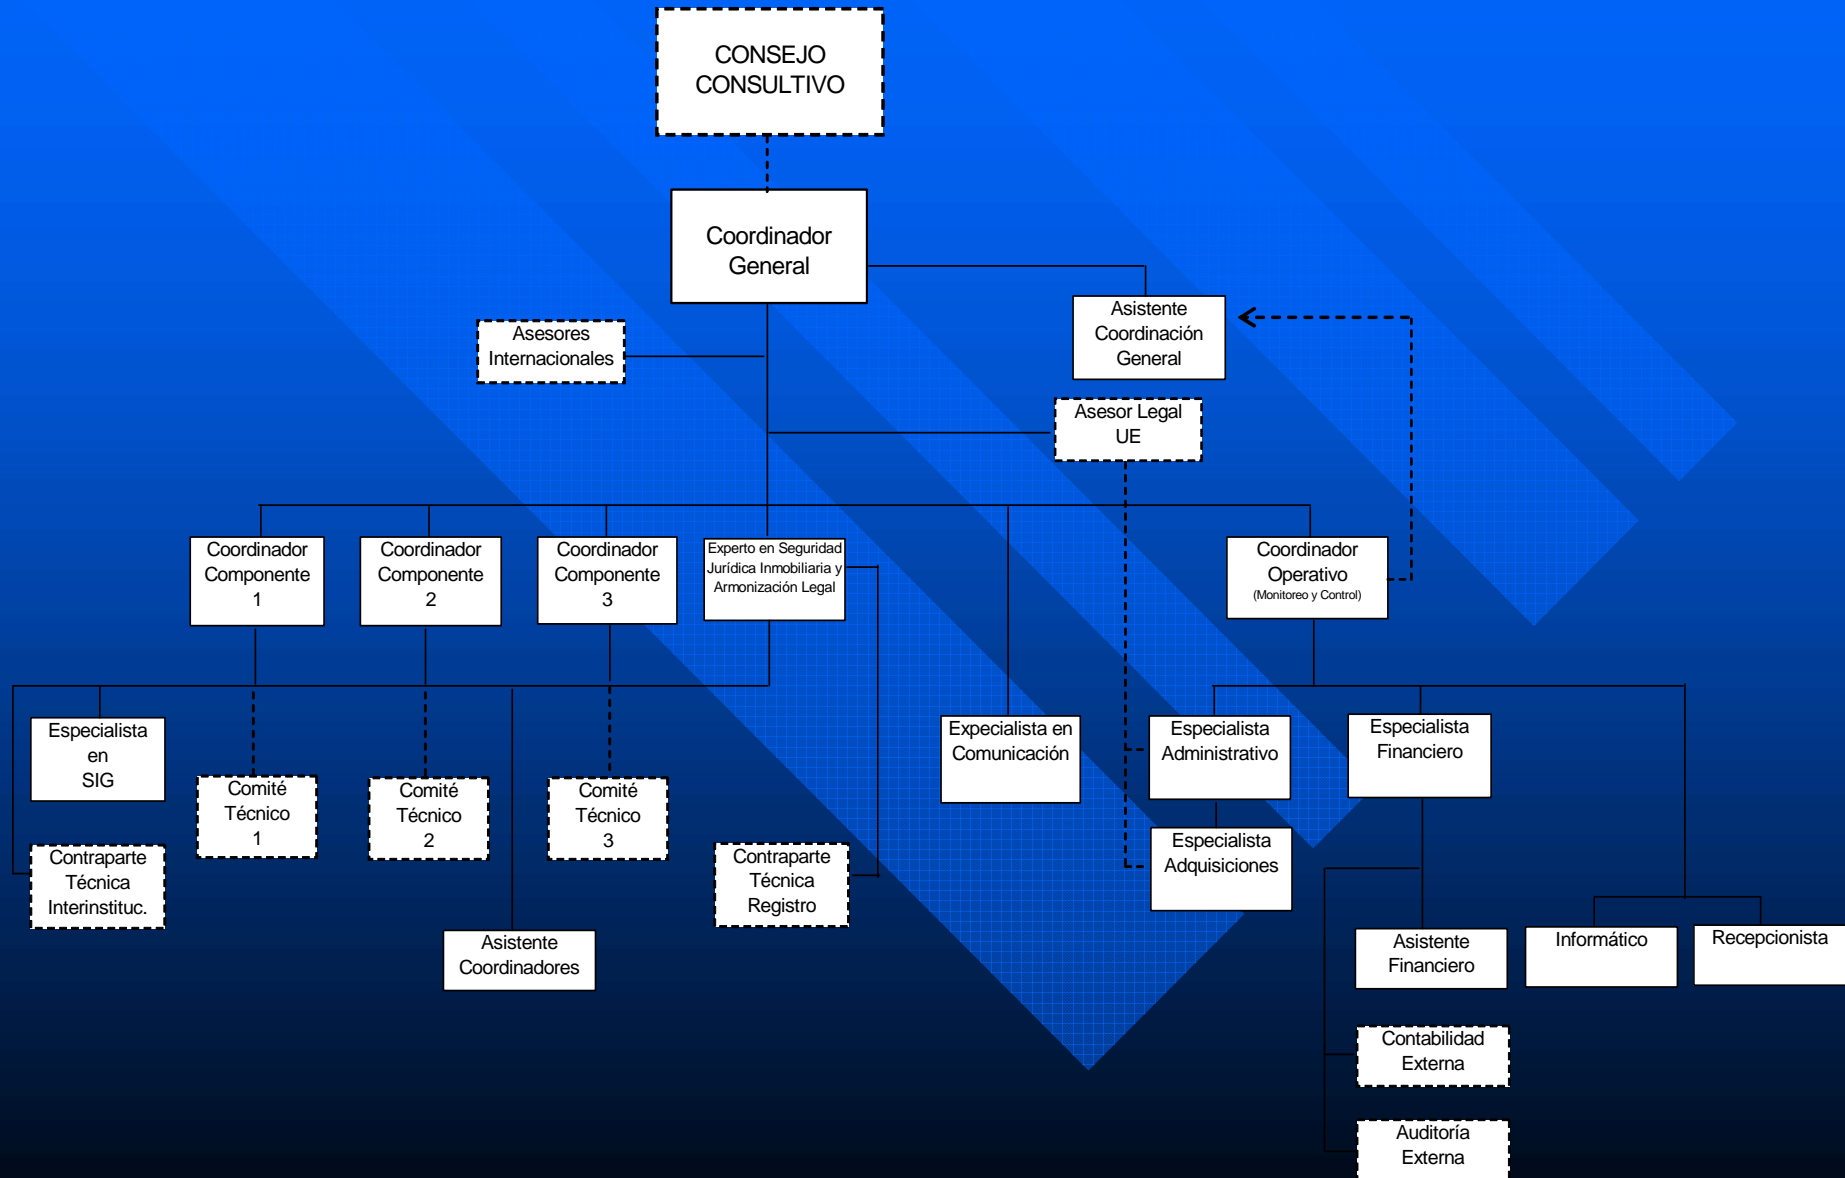 CONSEJO
CONSULTIVO
Coordinador
General
Asistente
Coordinación
General
Asesores
Internacionales
Asesor Legal
UE
Coordinador
Componente
1
Coordinador
Componente
2
Coordinador
Componente
3
Experto en Seguridad
Jurídica Inmobiliaria y
Armonización Legal
Coordinador
Operativo
(Monitoreo y Control)
Especialista
en
SIG
Expecialista en
Comunicación
Especialista
Administrativo
Especialista
Financiero
Comité
Técnico
1
Comité
Técnico
2
Comité
Técnico
3
Contraparte
Técnica
Interinstituc.
Contraparte
Técnica
Registro
Especialista
Adquisiciones
Asistente
Coordinadores
Asistente
Financiero
Informático
Recepcionista
Contabilidad
Externa
Auditoría
Externa